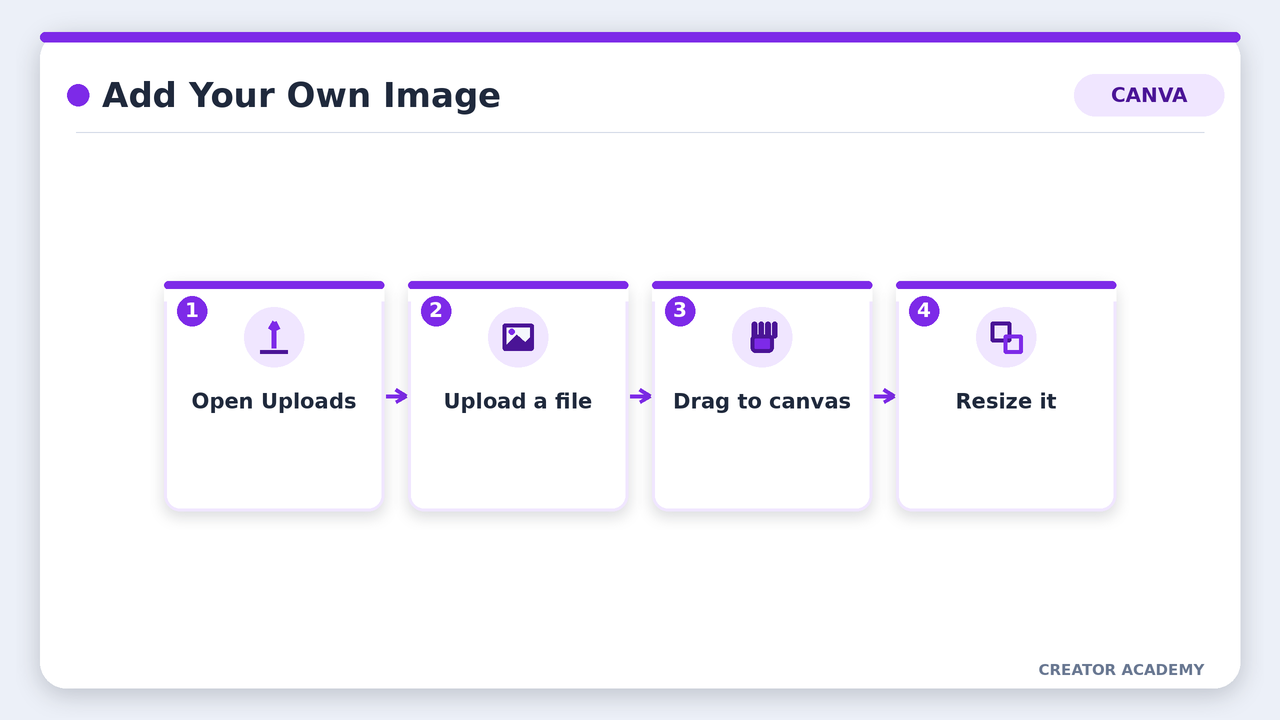 Add Your Own Image
CANVA
1
Open Uploads
2
Upload a file
3
Drag to canvas
4
Resize it
CREATOR ACADEMY